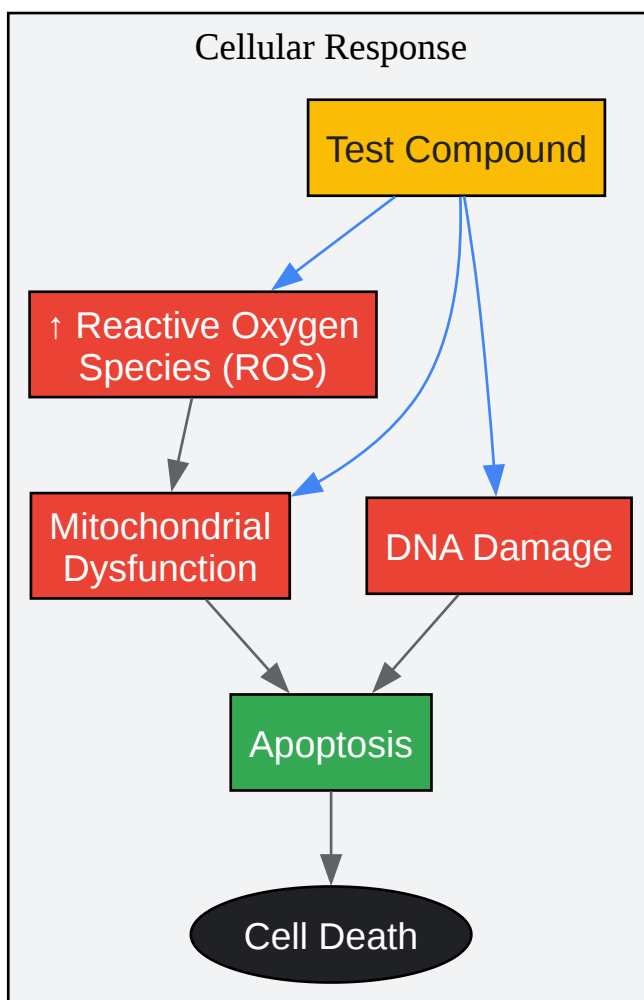 Cellular Response
Test Compound
↑ Reactive Oxygen
Species (ROS)
Mitochondrial
Dysfunction
DNA Damage
Apoptosis
Cell Death